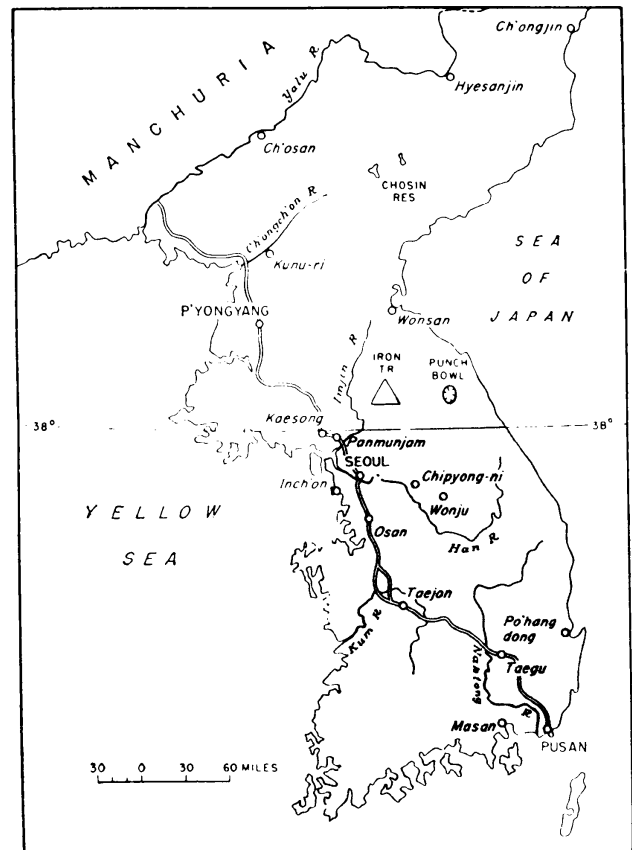 Ch'ongjin
MANCHURIA
Yalu R
Hyesanjin
Ch'osan
CHOSIN
RES
Ch'ongch'on R
Kunu-ri
SEA
OF
JAPAN
P'YONGYANG
Wonsan
Imjin R
IRON
TR
PUNCH
BOWL
38°
Kaesong
38°
Panmunjam
SEOUL
Inch'on
Chipyong-ni
Wonju
YELLOW
SEA
Osan
Han R
Taejon
Kum R
Po'hang
dong
Taegu
Naktong R
Masan
PUSAN
30 0 30 60 MILES